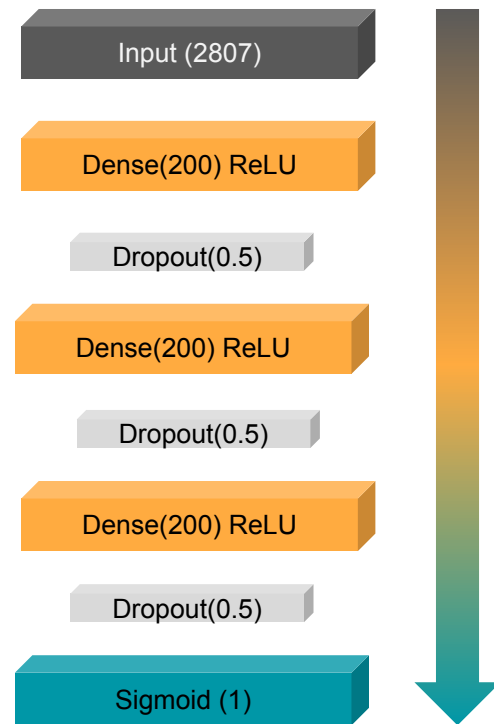 Input (2807)
Dense(200) ReLU
Dropout(0.5)
Dense(200) ReLU
Dropout(0.5)
Dense(200) ReLU
Dropout(0.5)
Sigmoid (1)